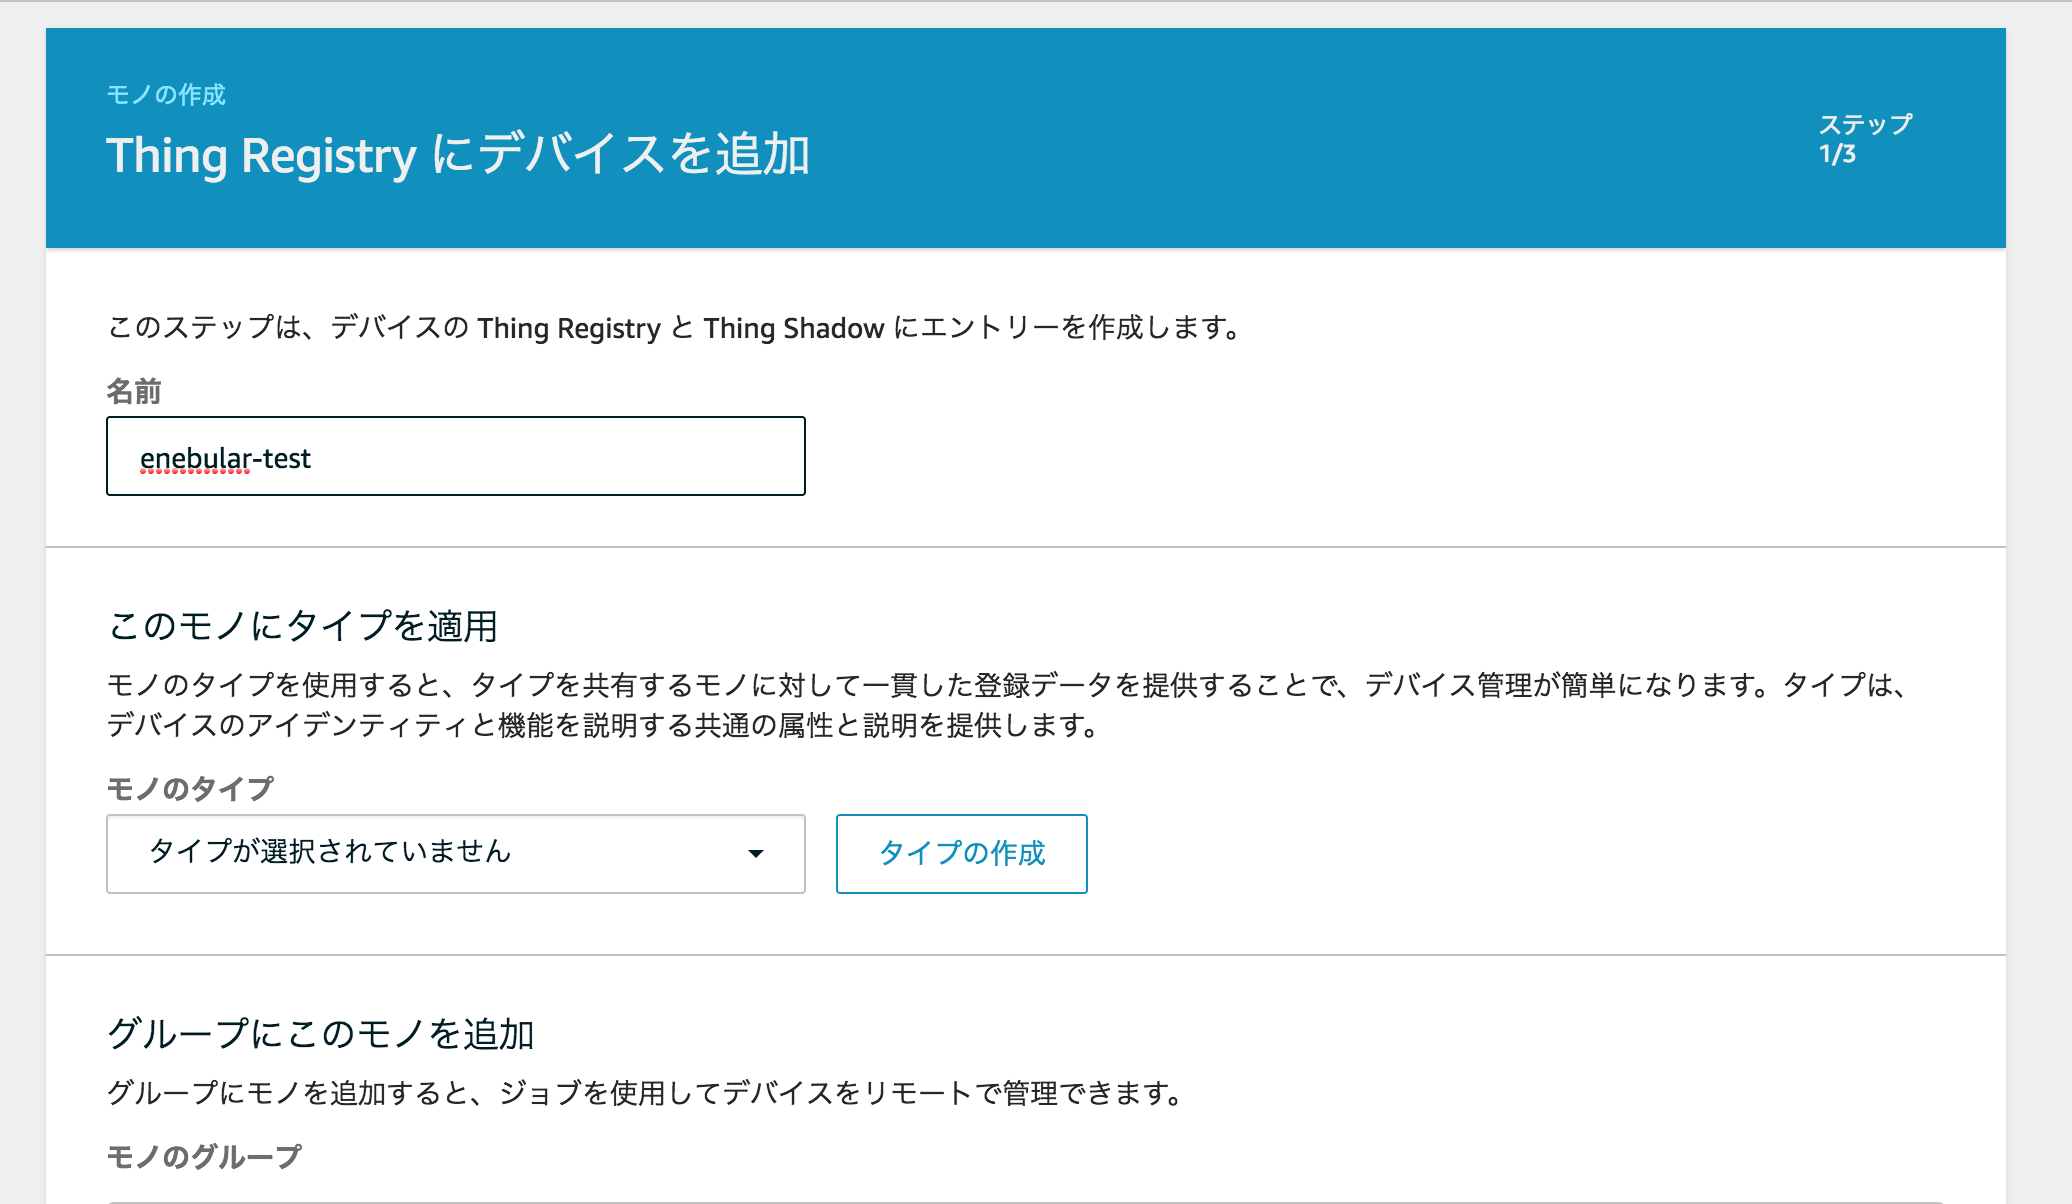 モノの作成
Thing Registry にデバイスを追加
ステップ
1/3
このステップは、デバイスの Thing Registry と Thing Shadow にエントリーを作成します。
名前
enebular-test
このモノにタイプを適用
モノのタイプを使用すると、タイプを共有するモノに対して一貫した登録データを提供することで、デバイス管理が簡単になります。タイプは、
デバイスのアイデンティティと機能を説明する共通の属性と説明を提供します。
モノのタイプ
タイプが選択されていません
タイプの作成
グループにこのモノを追加
グループにモノを追加すると、ジョブを使用してデバイスをリモートで管理できます。
モノのグループ